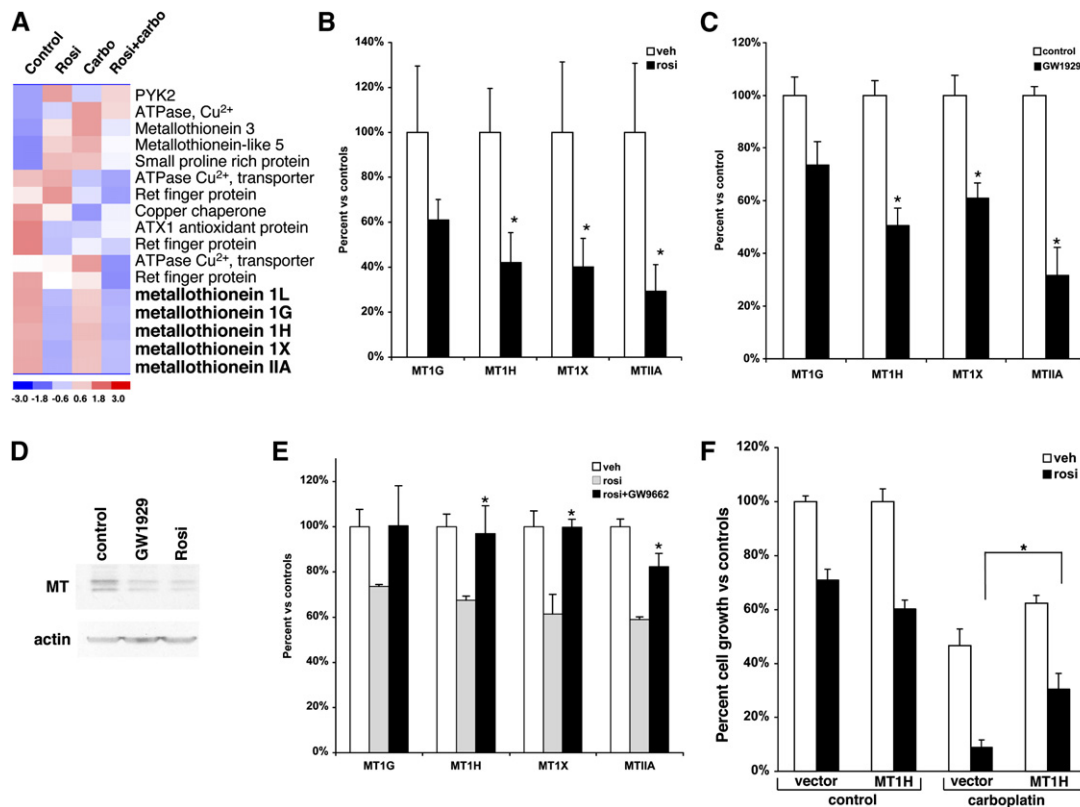 A
Control
Rosi
Carbo
Rosi+carbo
PYK2
ATPase, Cu²⁺
Metallothionein 3
Metallothionein-like 5
Small proline rich protein
ATPase Cu²⁺, transporter
Ret finger protein
Copper chaperone
ATX1 antioxidant protein
Ret finger protein
ATPase Cu²⁺, transporter
Ret finger protein
metallothionein 1L
metallothionein 1G
metallothionein 1H
metallothionein 1X
metallothionein IIA
-3.0 -1.8 -0.6 0.6 1.8 3.0
B
Percent vs controls
140%
120%
100%
80%
60%
40%
20%
0%
veh
rosi
* * *
MT1G MT1H MT1X MTIIA
C
Percent vs control
120%
100%
80%
60%
40%
20%
0%
control
GW1929
* * *
MT1G MT1H MT1X MTIIA
D
control
GW1929
Rosi
MT
actin
E
Percent vs controls
120%
100%
80%
60%
40%
20%
0%
veh
rosi
rosi+GW9662
* * *
MT1G MT1H MT1X MTIIA
F
Percent cell growth vs controls
120%
100%
80%
60%
40%
20%
0%
veh
rosi
*
vector MT1H vector MT1H
control carboplatin